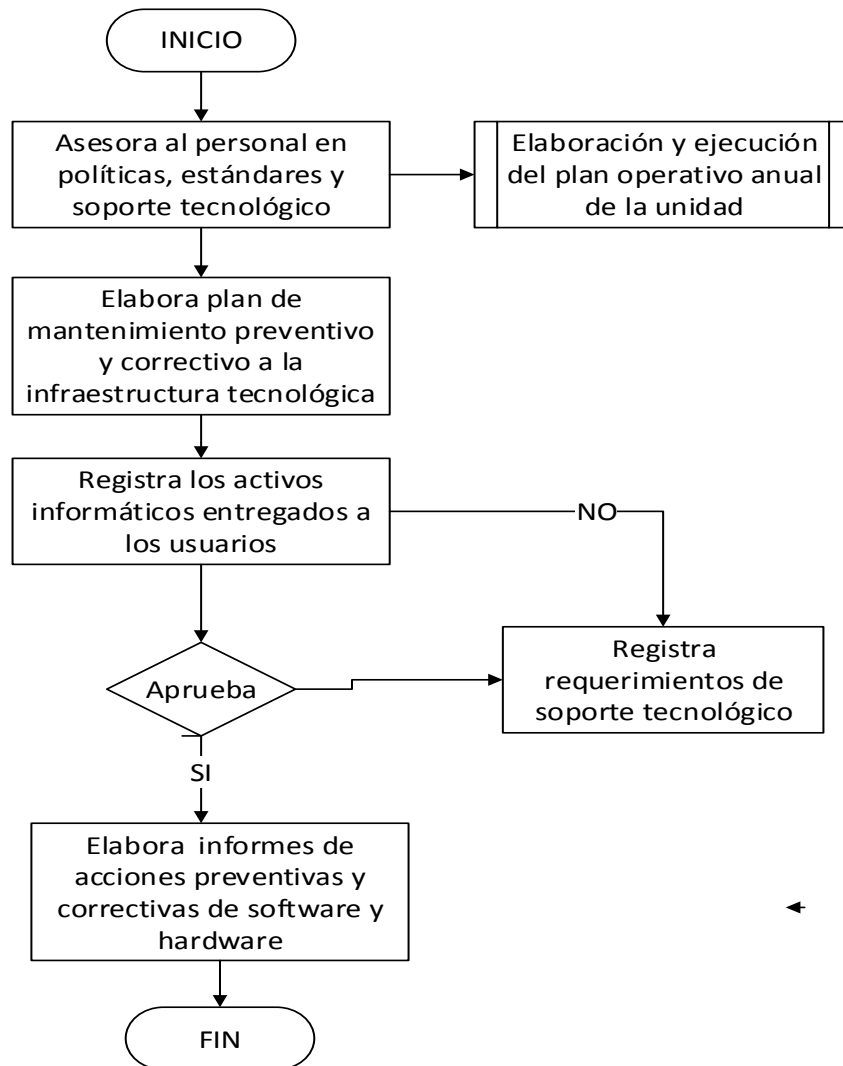 INICIO
Asesora al personal en
políticas, estándares y
soporte tecnológico
Elaboración y ejecución
del plan operativo anual
de la unidad
Elabora plan de
mantenimiento preventivo
y correctivo a la
infraestructura tecnológica
Registra los activos
informáticos entregados a
los usuarios
NO
Aprueba
Registra
requerimientos de
soporte tecnológico
SI
Elabora informes de
acciones preventivas y
correctivas de software y
hardware
FIN